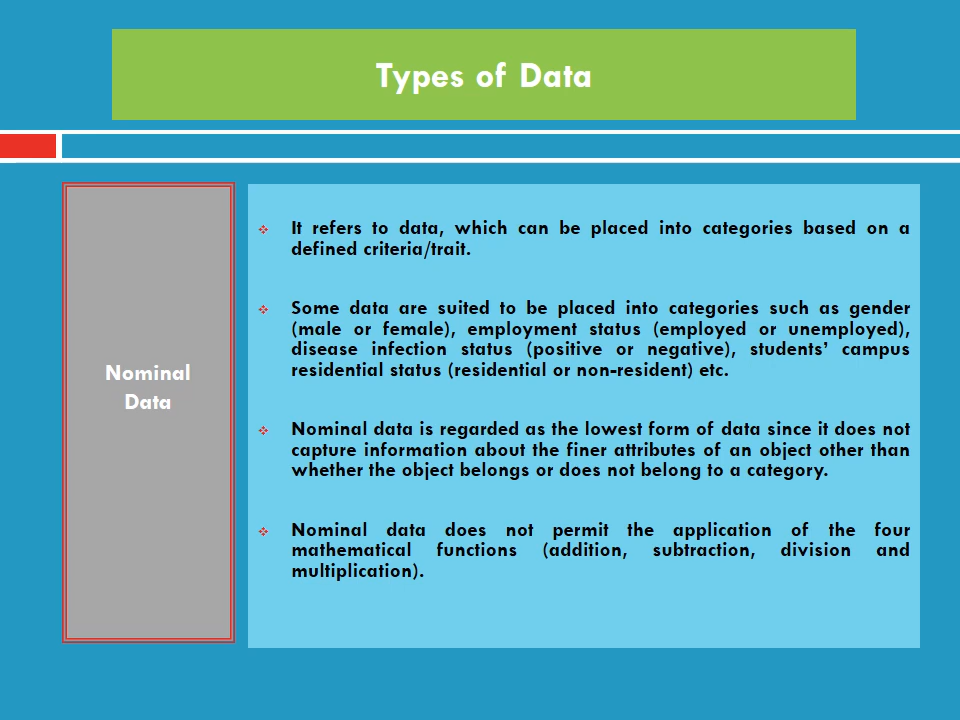 Types of Data
Nominal
Data
It refers to data, which can be placed into categories based on a
defined criteria/trait.
Some data are suited to be placed into categories such as gender
(male or female), employment status (employed or unemployed),
disease infection status (positive or negative), students’ campus
residential status (residential or non-resident) etc.
Nominal data is regarded as the lowest form of data since it does not
capture information about the finer attributes of an object other than
whether the object belongs or does not belong to a category.
Nominal data does not permit the application of the four
mathematical functions (addition, subtraction, division and
multiplication).